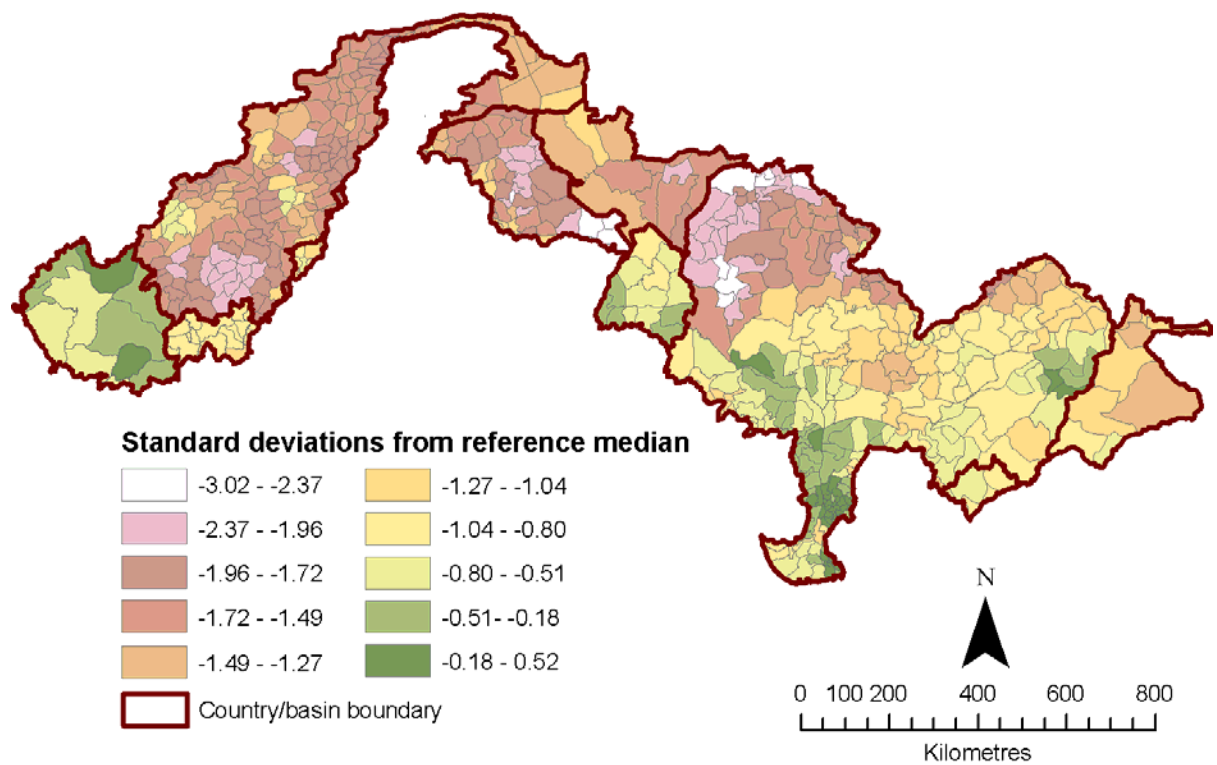 Standard deviations from reference median
-3.02 - -2.37
-2.37 - -1.96
-1.96 - -1.72
-1.72 - -1.49
-1.49 - -1.27
-1.27 - -1.04
-1.04 - -0.80
-0.80 - -0.51
-0.51- -0.18
-0.18 - 0.52
Country/basin boundary
N
0 100 200 400 600 800
Kilometres